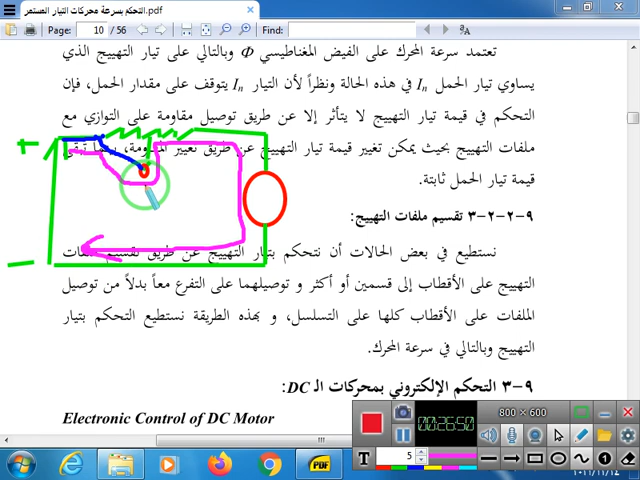 التحكم بسرعة محركات التيار المستمر.pdf
10 / 56
تعتمد سرعة المحرك على الفيض المغناطيسي Φ وبالتالي على تيار التهييج الذي
يساوي تيار الحمل In في هذه الحالة ونظراً لأن التيار In يتوقف على مقدار الحمل، فإن
التحكم في قيمة تيار التهييج لا يتأثر إلا عن طريق توصيل مقاومة على التوازي مع
ملفات التهييج بحيث يمكن تغيير قيمة تيار التهييج عن طريق تغيير المقاومة، بينما تبقى
قيمة تيار الحمل ثابتة.
٩-٢-٢-٣ تقسيم ملفات التهييج:
نستطيع في بعض الحالات أن نتحكم بتيار التهييج عن طريق تقسيم ملفات
التهييج على الأقطاب إلى قسمين أو أكثر و توصيلهما على التفرع معاً بدلاً من توصيل
الملفات على الأقطاب كلها على التسلسل، و بهذه الطريقة نستطيع التحكم بتيار
التهييج وبالتالي في سرعة المحرك.
٩-٣ التحكم الإلكتروني بمحركات الـ DC:
Electronic Control of DC Motor
00:26:50
800 × 600
T 5
PDF